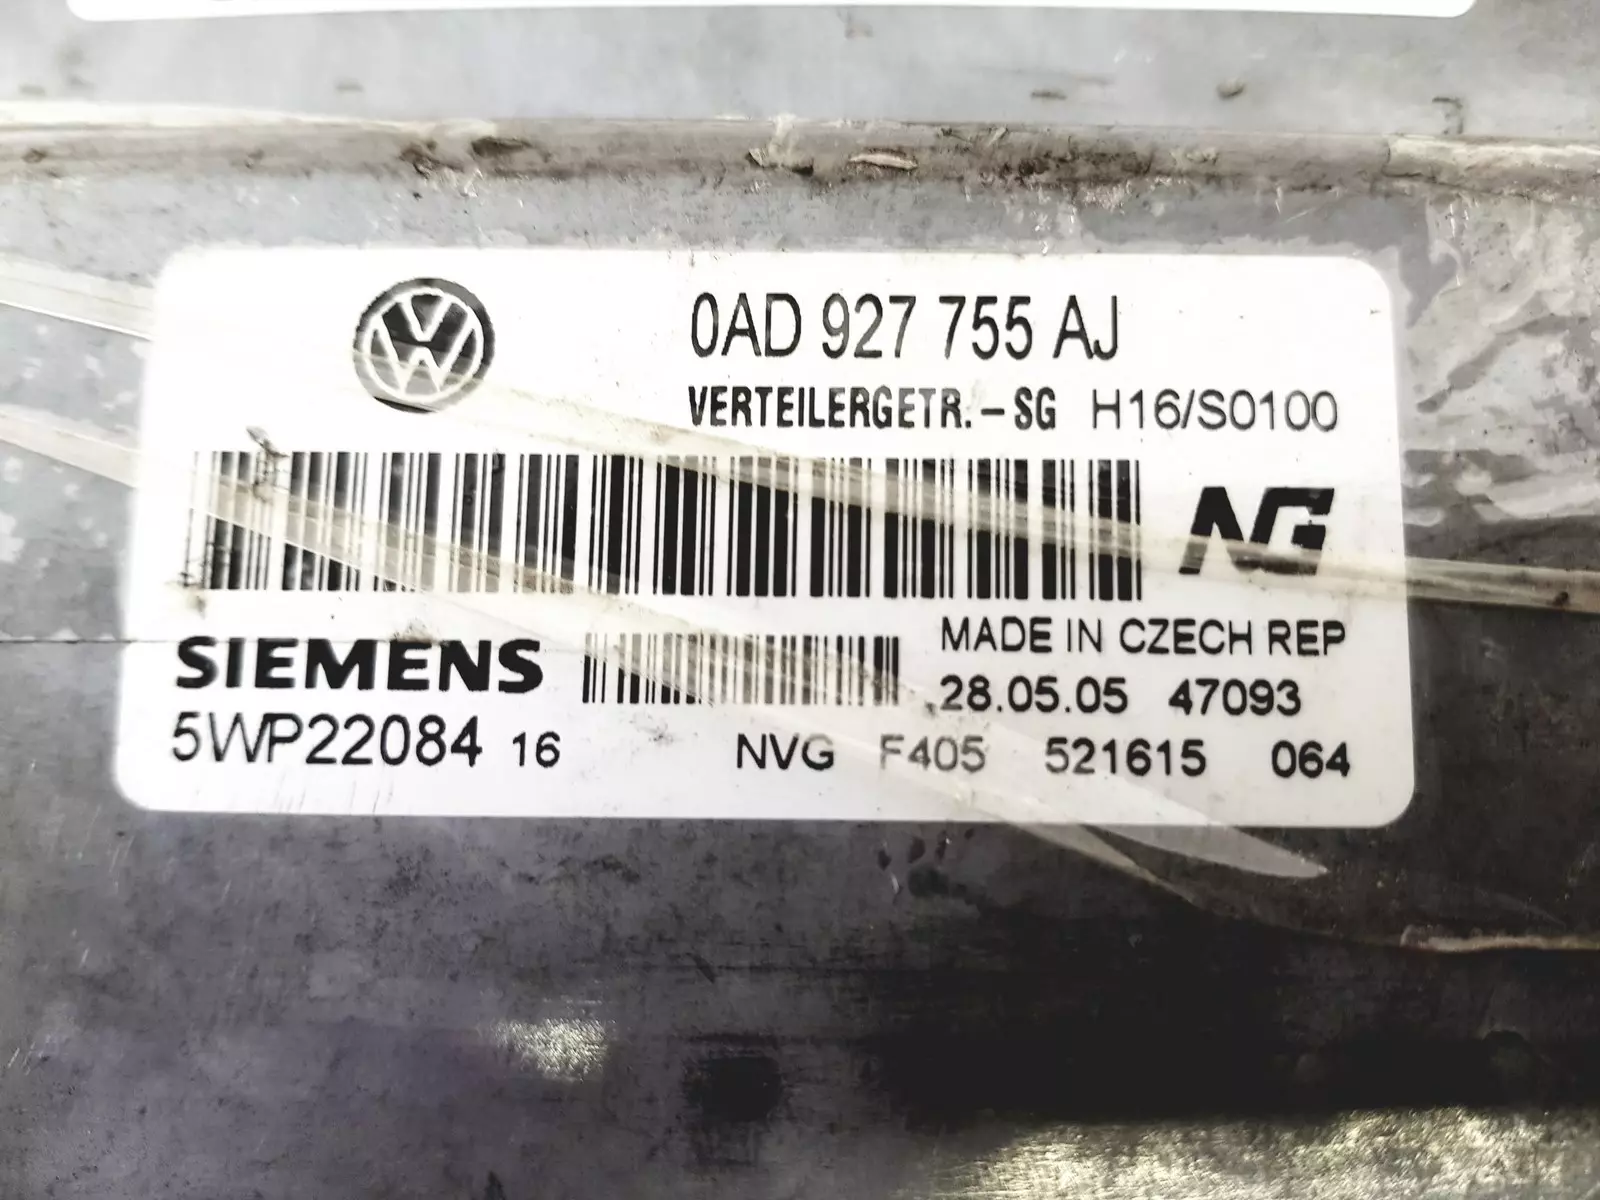 0AD 927 755 AJ
VERTEILERGETR.-SG H16/S0100
NG
SIEMENS
MADE IN CZECH REP
28.05.05 47093
5WP22084 16
NVG F405 521615 064